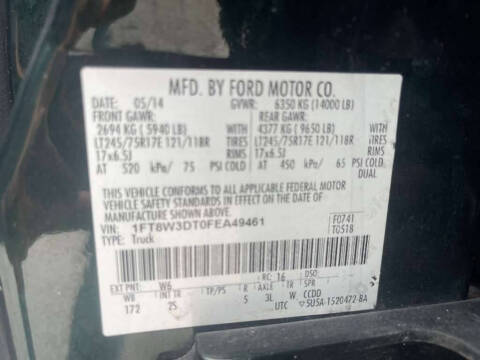 MFD. BY FORD MOTOR CO.
DATE: 05/14 GVWR: 6350 KG (14000 LB)
FRONT GAWR: REAR GAWR:
2694 KG ( 5940 LB) WITH 4377 KG ( 9650 LB) WITH
LT245/75R17E 121/118R TIRES LT245/75R17E 121/118R TIRES
17x6.5J RIMS 17x6.5J RIMS
AT 520 kPa/ 75 PSI COLD AT 450 kPa/ 65 PSI COLD
DUAL
THIS VEHICLE CONFORMS TO ALL APPLICABLE FEDERAL MOTOR
VEHICLE SAFETY STANDARDS IN EFFECT ON THE DATE OF
MANUFACTURE SHOWN ABOVE.
VIN: 1FT8W3DT0FEA49461 F0741
TYPE: Truck T0518
EXT PNT: W6 RC: 16 DSO:
WB INT TR TP/PS R AXLE TR SPR
172 2S 5 3L W CCDD
UTC 5U5A-1520472-BA